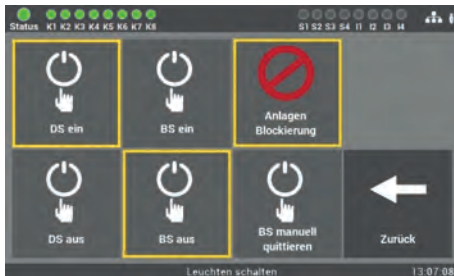 Status K1 K2 K3 K4 K5 K6 K7 K8 S1 S2 S3 S4 I1 I2 I3 I4
DS ein
BS ein
Anlagen
Blockierung
DS aus
BS aus
BS manuell
quittieren
Zurück
Leuchten schalten 13:07:08